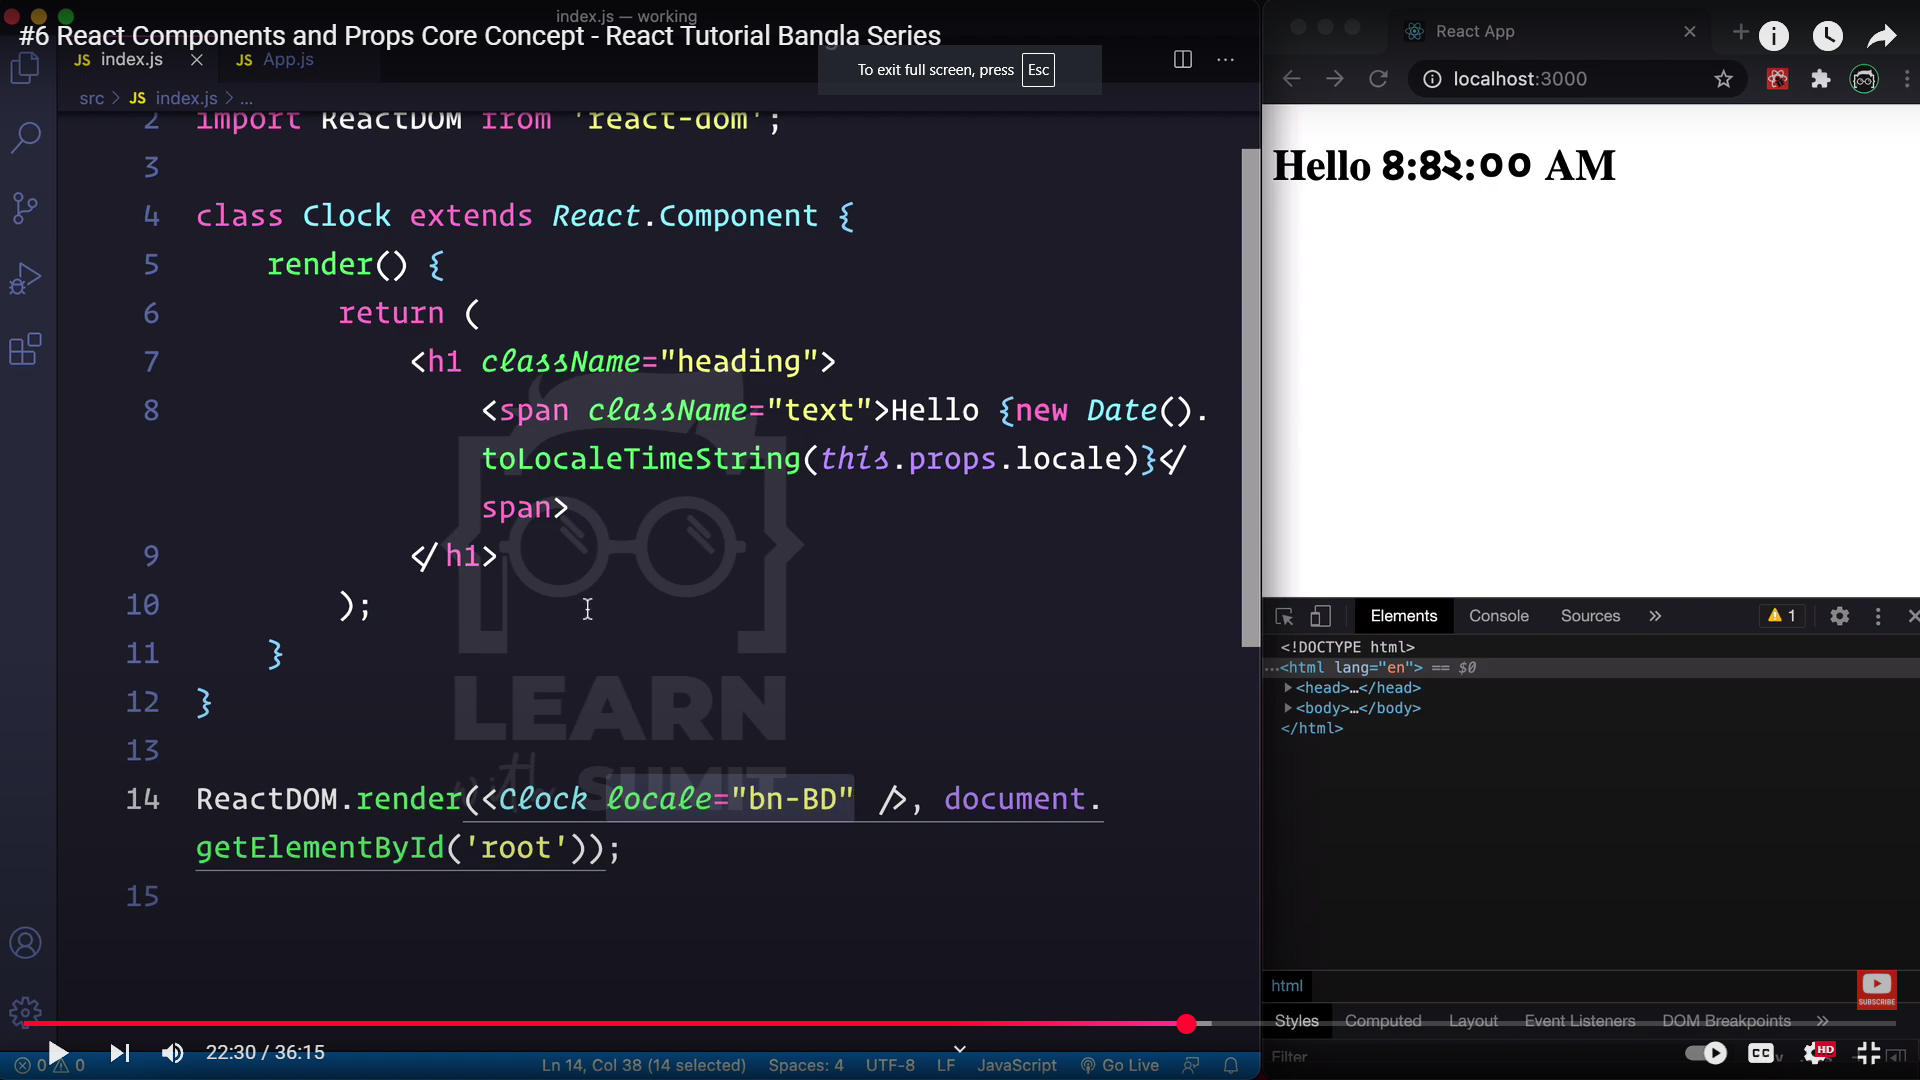 index.js — working
#6 React Components and Props Core Concept - React Tutorial Bangla Series
JS index.js × JS App.js
To exit full screen, press Esc
src > JS index.js > ...
2 import ReactDOM from 'react-dom';
3
4 class Clock extends React.Component {
5 render() {
6 return (
7 <h1 className="heading">
8 <span className="text">Hello {new Date().
toLocaleTimeString(this.props.locale)}</
span>
9 </h1>
10 );
11 }
12 }
13
14 ReactDOM.render(<Clock locale="bn-BD" />, document.
getElementById('root'));
15
LEARN
with SUMIT
22:30 / 36:15
0 0 Ln 14, Col 38 (14 selected) Spaces: 4 UTF-8 LF JavaScript Go Live
React App
localhost:3000
Hello ৪:৪২:০০ AM
Elements Console Sources » 1
<!DOCTYPE html>
...<html lang="en"> == $0
<head>…</head>
<body>…</body>
</html>
html
SUBSCRIBE
Styles Computed Layout Event Listeners DOM Breakpoints »
Filter
CC HD